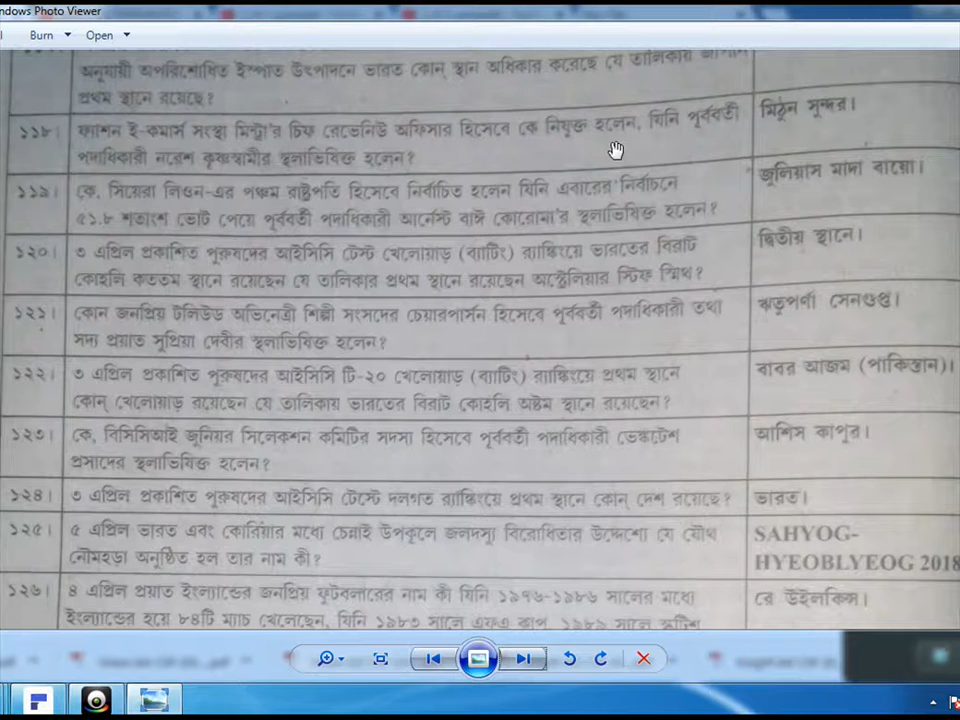 ndows Photo Viewer
Burn Open
অনুযায়ী অপরিশোধিত ইস্পাত উৎপাদনে ভারত কোন্ স্থান অধিকার করেছে যে তালিকায় জাপান
প্রথম স্থানে রয়েছে?
১১৮। ফ্যাশন ই-কমার্স সংস্থা মিন্ট্রা'র চিফ রেভেনিউ অফিসার হিসেবে কে নিযুক্ত হলেন, যিনি পূর্ববর্তী মিঠুন সুন্দর।
পদাধিকারী নরেশ কৃষ্ণস্বামীর স্থলাভিষিক্ত হলেন?
১১৯। কে, সিয়েরা লিওন-এর পঞ্চম রাষ্ট্রপতি হিসেবে নির্বাচিত হলেন যিনি এবারের নির্বাচনে জুলিয়াস মাদা বায়ো।
৫১.৮ শতাংশ ভোট পেয়ে পূর্ববর্তী পদাধিকারী আর্নেস্ট বাঈ কোরোমা'র স্থলাভিষিক্ত হলেন?
১২০। ৩ এপ্রিল প্রকাশিত পুরুষদের আইসিসি টেস্ট খেলোয়াড় (ব্যাটিং) র‍্যাঙ্কিংয়ে ভারতের বিরাট দ্বিতীয় স্থানে।
কোহলি কততম স্থানে রয়েছেন যে তালিকার প্রথম স্থানে রয়েছেন অস্ট্রেলিয়ার স্টিফ স্মিথ?
১২১। কোন জনপ্রিয় টলিউড অভিনেত্রী শিল্পী সংসদের চেয়ারপার্সন হিসেবে পূর্ববর্তী পদাধিকারী তথা ঋতুপর্ণা সেনগুপ্ত।
সদ্য প্রয়াত সুপ্রিয়া দেবীর স্থলাভিষিক্ত হলেন?
১২২। ৩ এপ্রিল প্রকাশিত পুরুষদের আইসিসি টি-২০ খেলোয়াড় (ব্যাটিং) র‍্যাঙ্কিংয়ে প্রথম স্থানে বাবর আজম (পাকিস্তান)।
কোন্ খেলোয়াড় রয়েছেন যে তালিকায় ভারতের বিরাট কোহলি অষ্টম স্থানে রয়েছেন?
১২৩। কে, বিসিসিআই জুনিয়র সিলেকশন কমিটির সদস্য হিসেবে পূর্ববর্তী পদাধিকারী ভেঙ্কটেশ আশিস কাপুর।
প্রসাদের স্থলাভিষিক্ত হলেন?
১২৪। ৩ এপ্রিল প্রকাশিত পুরুষদের আইসিসি টেস্টে দলগত র‍্যাঙ্কিংয়ে প্রথম স্থানে কোন্ দেশ রয়েছে? ভারত।
১২৫। ৫ এপ্রিল ভারত এবং কোরিয়ার মধ্যে চেন্নাই উপকূলে জলদস্যু বিরোধিতার উদ্দেশ্যে যে যৌথ SAHYOG-
নৌমহড়া অনুষ্ঠিত হল তার নাম কী? HYEOBLYEOG 2018
১২৬। ৪ এপ্রিল প্রয়াত ইংল্যান্ডের জনপ্রিয় ফুটবলারের নাম কী যিনি ১৯৭৬-১৯৮৬ সালের মধ্যে রে উইলকিন্স।
ইংল্যান্ডের হয়ে ৮৪টি ম্যাচ খেলেছেন, যিনি ১৯৮৩ সালে এফএ কাপ, ১৯৮৯ সালে স্কটিশ